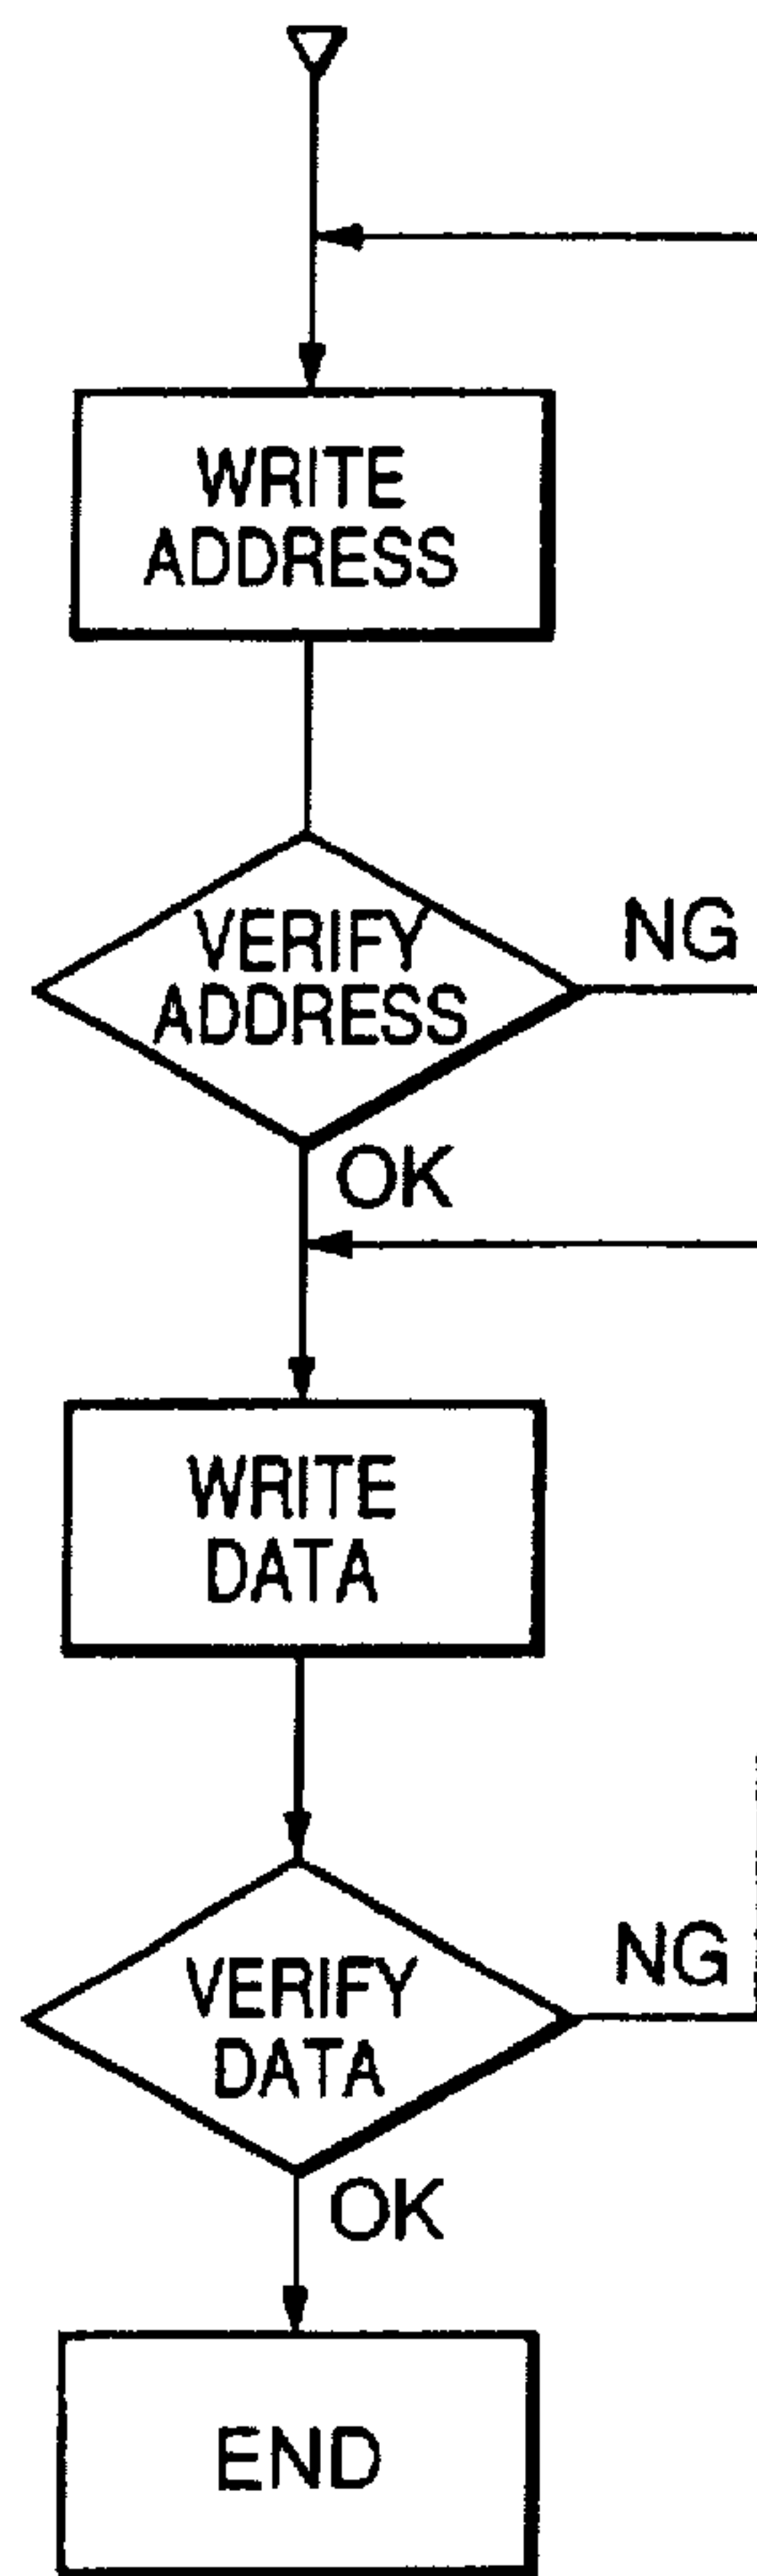 WRITE
ADDRESS
VERIFY
ADDRESS
NG
OK
WRITE
DATA
VERIFY
DATA
NG
OK
END